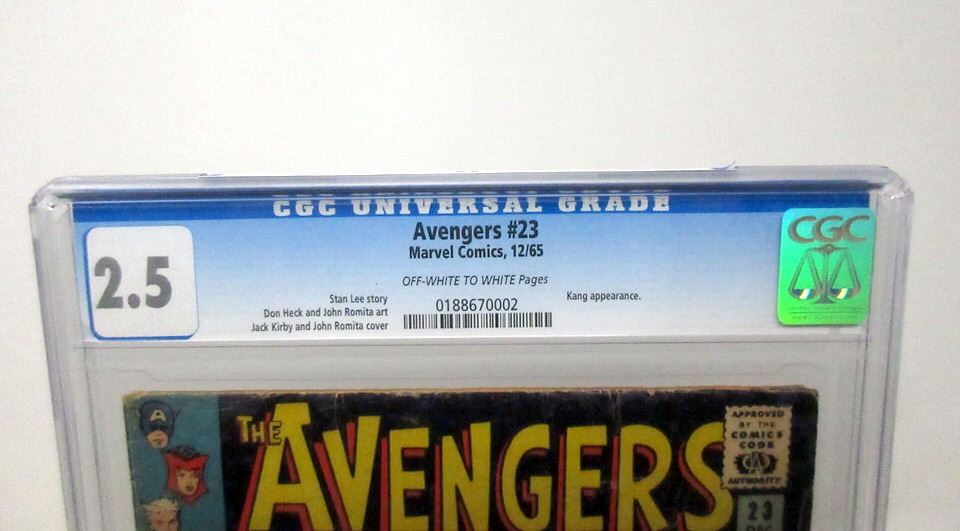 CGC UNIVERSAL GRADE
2.5
Avengers #23
Marvel Comics, 12/65
OFF-WHITE TO WHITE Pages
Stan Lee story
Don Heck and John Romita art
Jack Kirby and John Romita cover
0188670002
Kang appearance.
CGC
A
THE AVENGERS
APPROVED
BY THE
COMICS
CODE
AUTHORITY
23
DEC